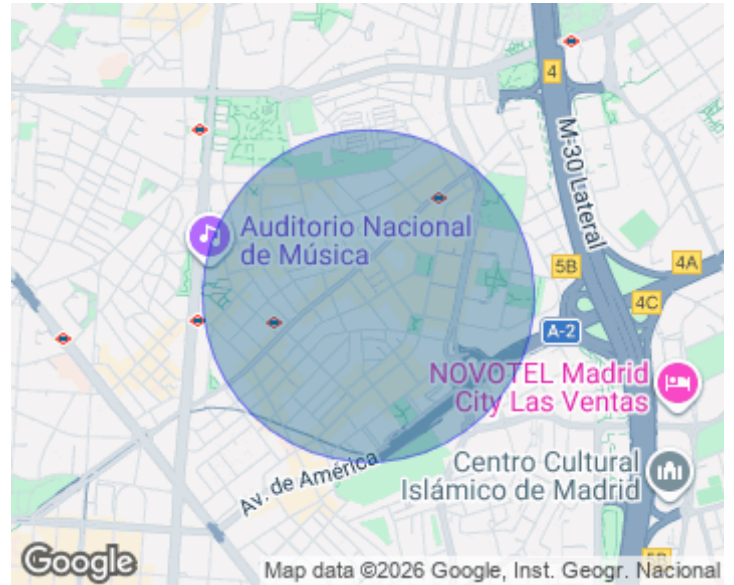 4
M-30 Lateral
Auditorio Nacional
de Música
5B
4A
4C
A-2
NOVOTEL Madrid
City Las Ventas
Centro Cultural
Islámico de Madrid
Av. de América
Google
Map data ©2026 Google, Inst. Geogr. Nacional